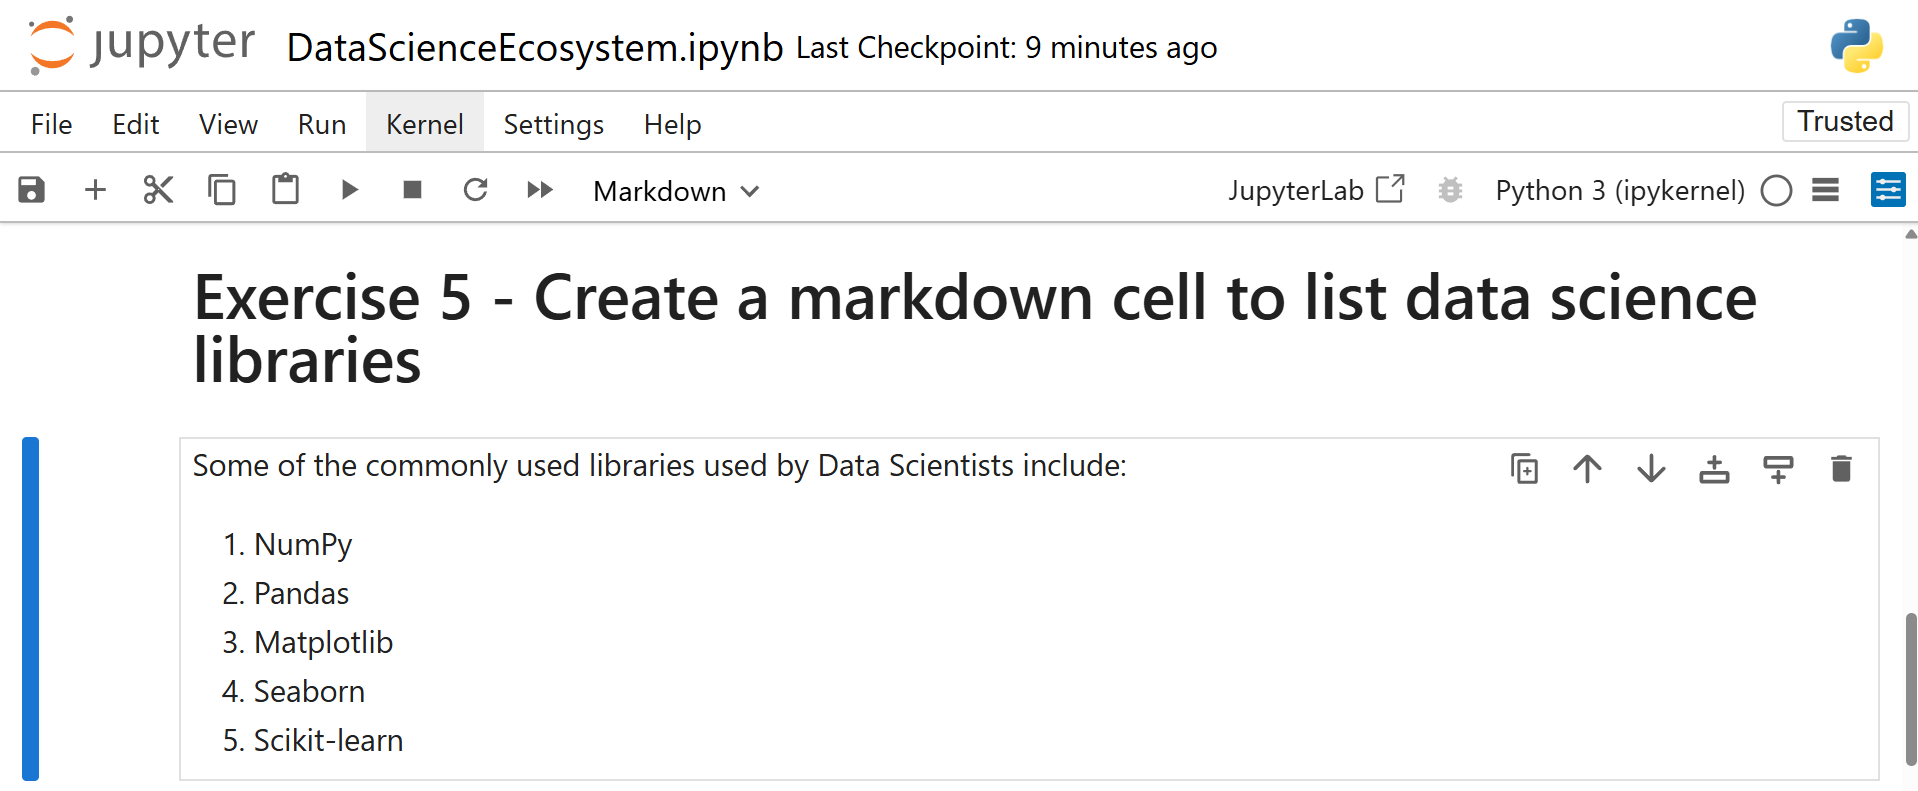 jupyter DataScienceEcosystem.ipynb Last Checkpoint: 9 minutes ago
File Edit View Run Kernel Settings Help Trusted
Markdown JupyterLab Python 3 (ipykernel)
Exercise 5 - Create a markdown cell to list data science
libraries
Some of the commonly used libraries used by Data Scientists include:
1. NumPy
2. Pandas
3. Matplotlib
4. Seaborn
5. Scikit-learn